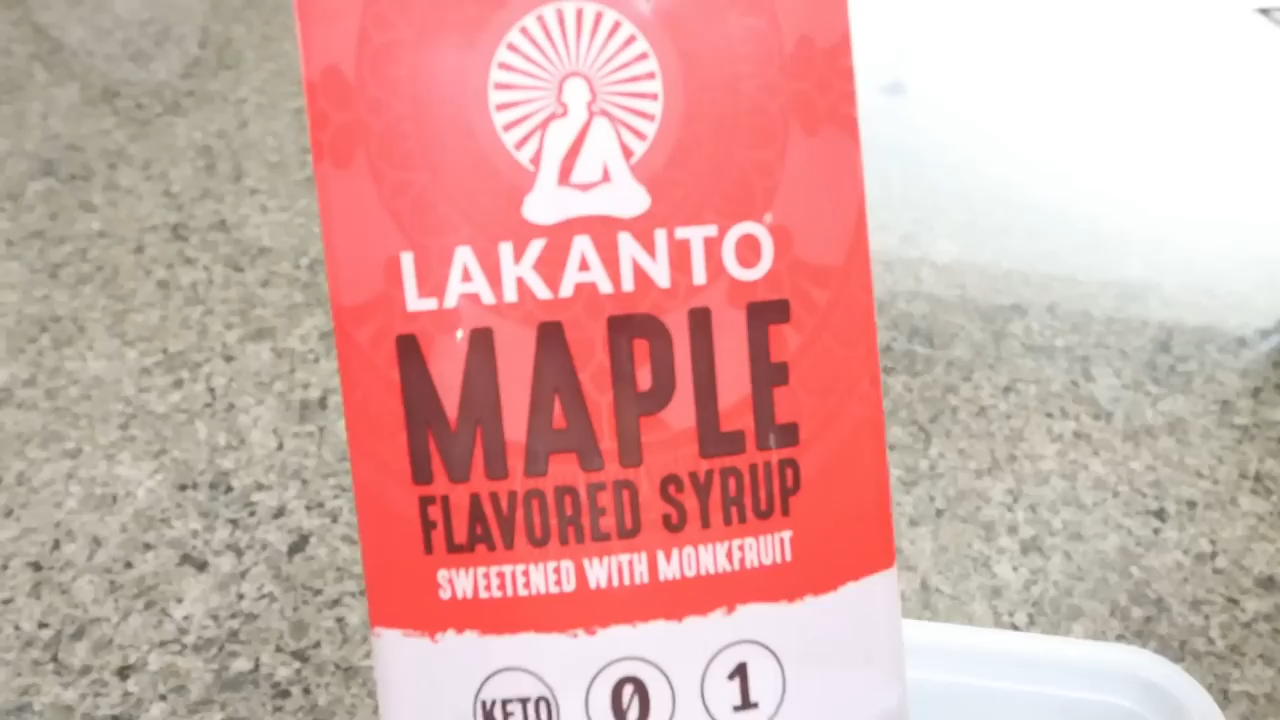 LAKANTO
MAPLE
FLAVORED SYRUP
SWEETENED WITH MONKFRUIT
KETO 0 1